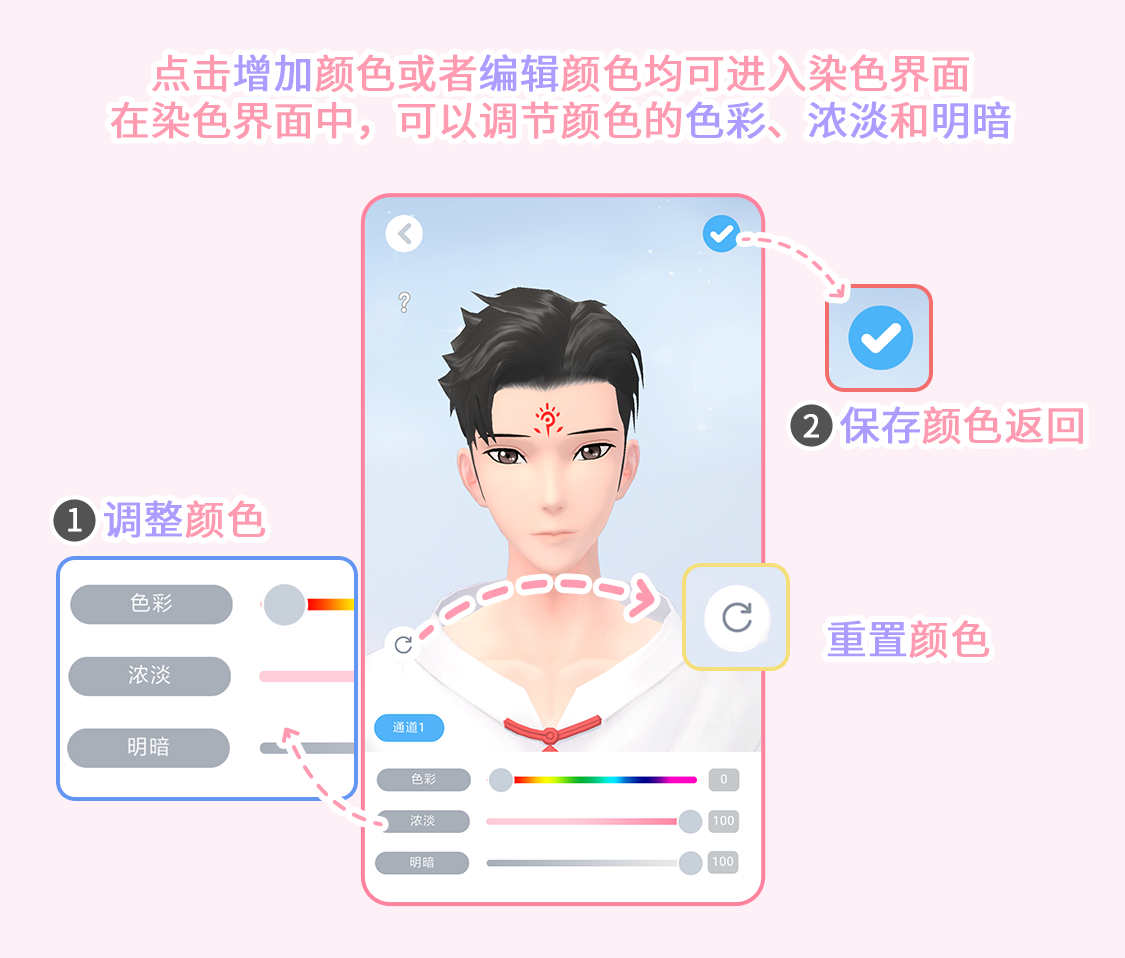 点击增加颜色或者编辑颜色均可进入染色界面
在染色界面中，可以调节颜色的色彩、浓淡和明暗
?
2 保存颜色返回
1 调整颜色
色彩
浓淡
明暗
重置颜色
通道1
色彩 0
浓淡 100
明暗 100